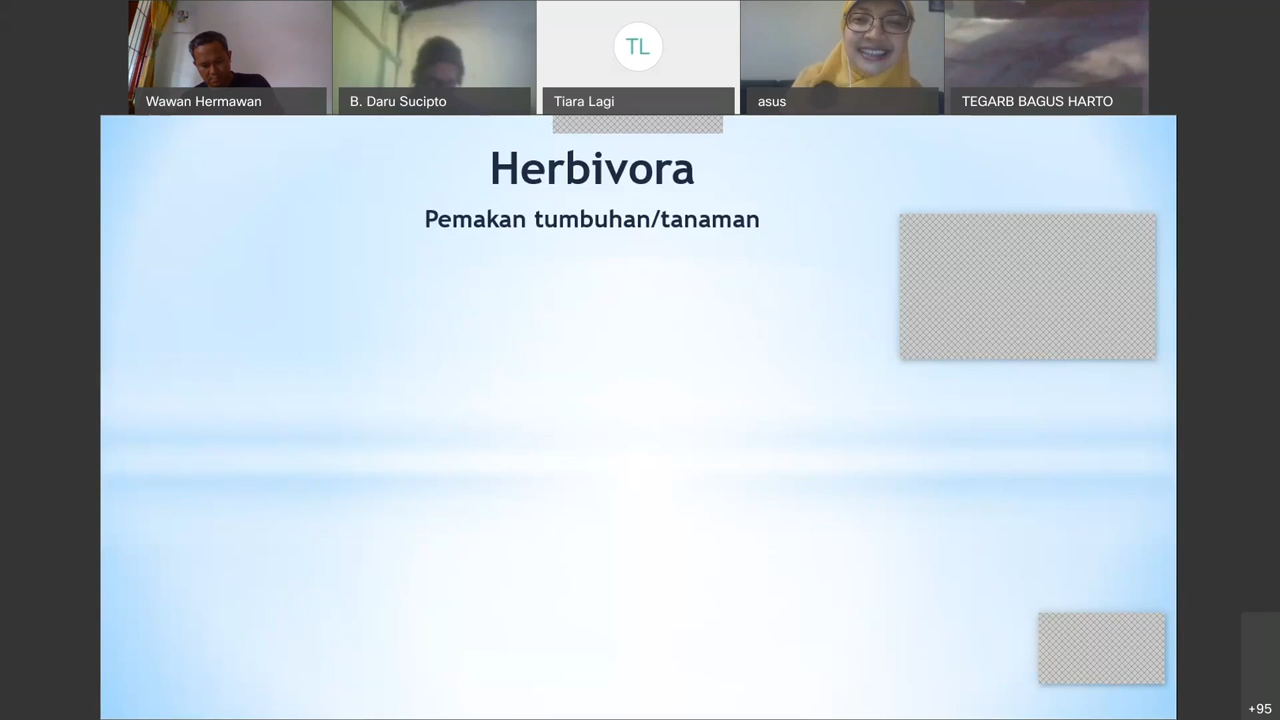 TL
Wawan Hermawan
B. Daru Sucipto
Tiara Lagi
asus
TEGARB BAGUS HARTO
Herbivora
Pemakan tumbuhan/tanaman
+95